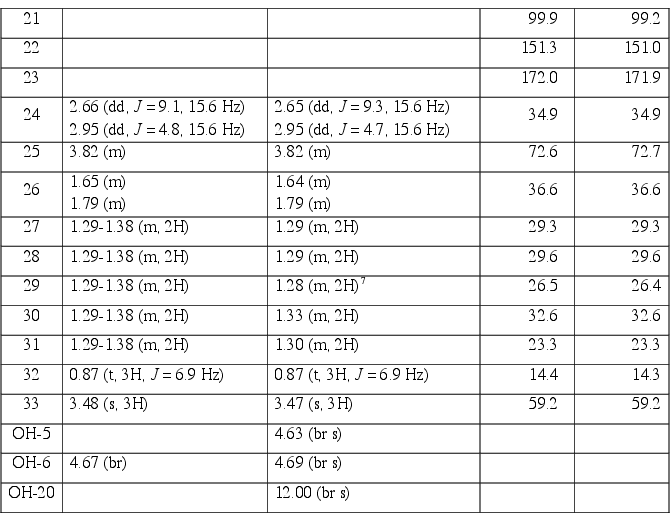 21 99.9 99.2
22 151.3 151.0
23 172.0 171.9
24 2.66 (dd, J = 9.1, 15.6 Hz) 2.65 (dd, J = 9.3, 15.6 Hz) 34.9 34.9
2.95 (dd, J = 4.8, 15.6 Hz) 2.95 (dd, J = 4.7, 15.6 Hz)
25 3.82 (m) 3.82 (m) 72.6 72.7
26 1.65 (m) 1.64 (m) 36.6 36.6
1.79 (m) 1.79 (m)
27 1.29-1.38 (m, 2H) 1.29 (m, 2H) 29.3 29.3
28 1.29-1.38 (m, 2H) 1.29 (m, 2H) 29.6 29.6
29 1.29-1.38 (m, 2H) 1.28 (m, 2H)⁷ 26.5 26.4
30 1.29-1.38 (m, 2H) 1.33 (m, 2H) 32.6 32.6
31 1.29-1.38 (m, 2H) 1.30 (m, 2H) 23.3 23.3
32 0.87 (t, 3H, J = 6.9 Hz) 0.87 (t, 3H, J = 6.9 Hz) 14.4 14.3
33 3.48 (s, 3H) 3.47 (s, 3H) 59.2 59.2
OH-5 4.63 (br s)
OH-6 4.67 (br) 4.69 (br s)
OH-20 12.00 (br s)